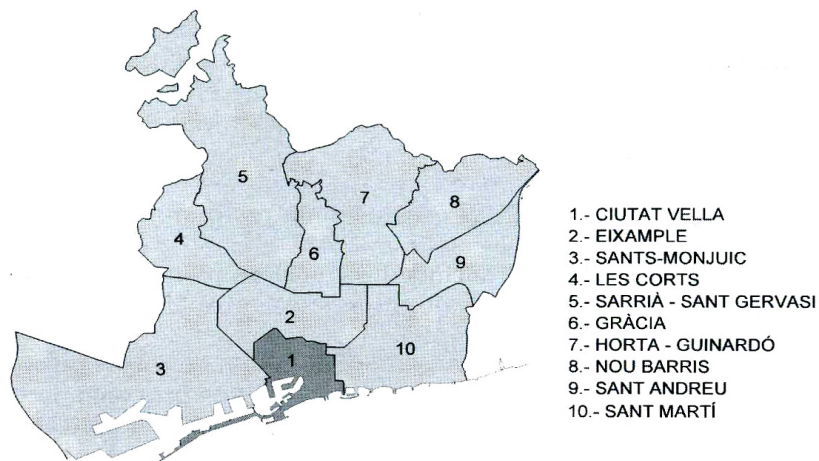 5
7
8
4
6
9
2
3
1
10
1.- CIUTAT VELLA
2.- EIXAMPLE
3.- SANTS-MONJUIC
4.- LES CORTS
5.- SARRIÀ - SANT GERVASI
6.- GRÀCIA
7.- HORTA - GUINARDÓ
8.- NOU BARRIS
9.- SANT ANDREU
10.- SANT MARTÍ